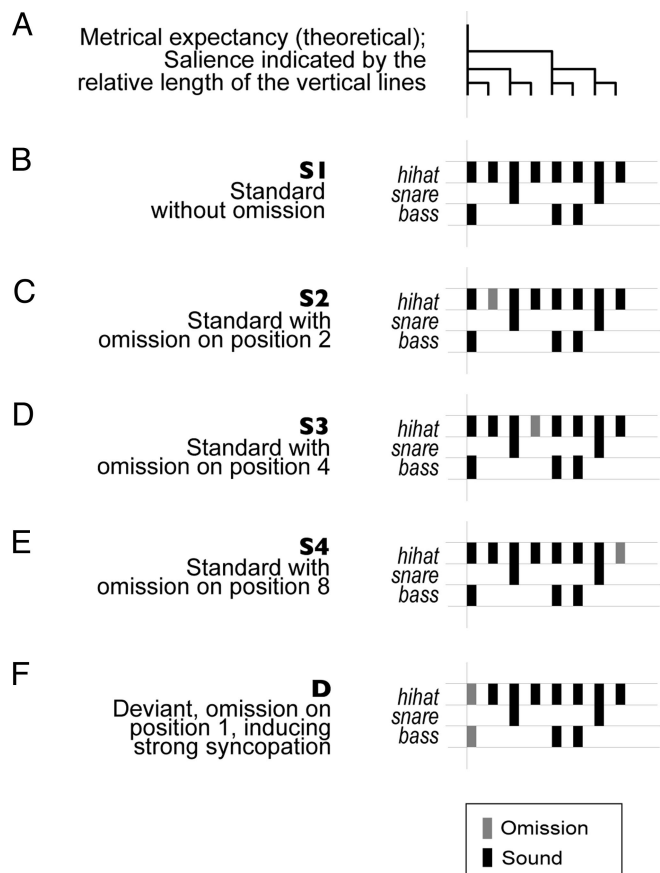 A
Metrical expectancy (theoretical);
Salience indicated by the
relative length of the vertical lines
B
S1
Standard
without omission
hihat
snare
bass
C
S2
Standard with
omission on position 2
hihat
snare
bass
D
S3
Standard with
omission on position 4
hihat
snare
bass
E
S4
Standard with
omission on position 8
hihat
snare
bass
F
D
Deviant, omission on
position 1, inducing
strong syncopation
hihat
snare
bass
Omission
Sound